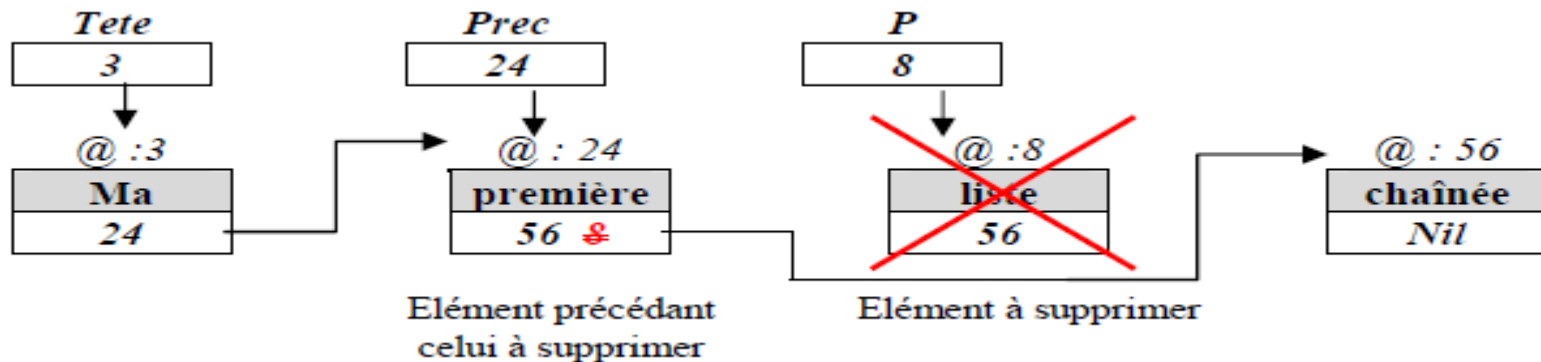 Tete Prec P
3 24 8
@ :3 @ : 24 @ :8 @ : 56
Ma première liste chaînée
24 56 8 56 Nil
Elément précédant Elément à supprimer
celui à supprimer